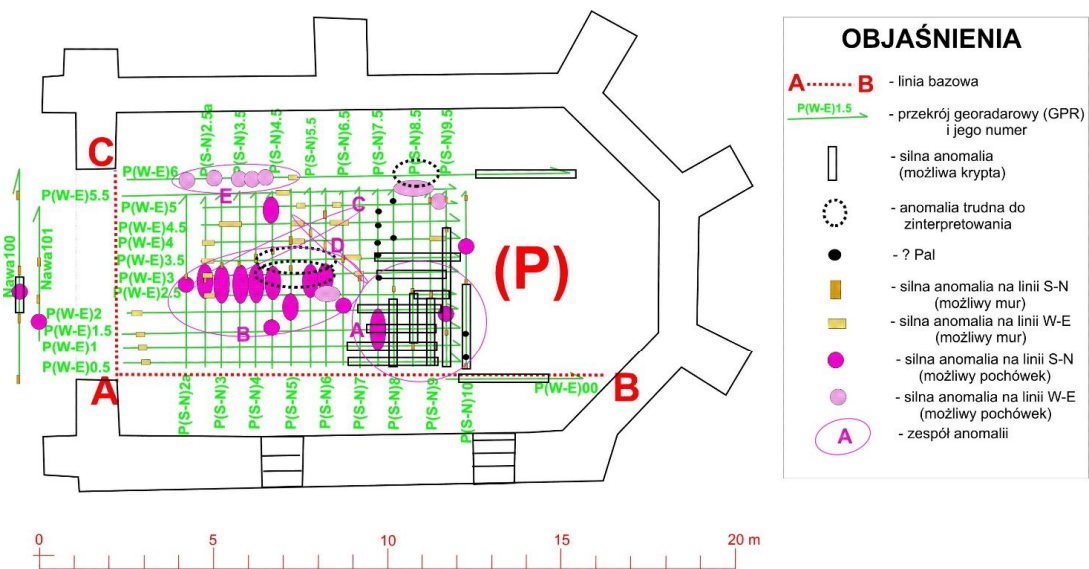 P(S-N)2.5a
P(S-N)3.5
P(S-N)4.5
P(S-N)5.5
P(S-N)6.5
P(S-N)7.5
P(S-N)8.5
P(S-N)9.5
C
P(W-E)6
P(W-E)5.5
P(W-E)5
P(W-E)4.5
P(W-E)4
P(W-E)3.5
P(W-E)3
P(W-E)2.5
P(W-E)2
P(W-E)1.5
P(W-E)1
P(W-E)0.5
Nawa100
Nawa101
E
C
D
B
A
(P)
A
B
P(W-E)00
P(S-N)2a
P(S-N)3
P(S-N)4
P(S-N)5
P(S-N)6
P(S-N)7
P(S-N)8
P(S-N)9
P(S-N)10
0
5
10
15
20 m
OBJAŚNIENIA
A B - linia bazowa
P(W-E)1.5 - przekrój georadarowy (GPR)
i jego numer
- silna anomalia
(możliwa krypta)
- anomalia trudna do
zinterpretowania
- ? Pal
- silna anomalia na linii S-N
(możliwy mur)
- silna anomalia na linii W-E
(możliwy mur)
- silna anomalia na linii S-N
(możliwy pochówek)
- silna anomalia na linii W-E
(możliwy pochówek)
A - zespół anomalii